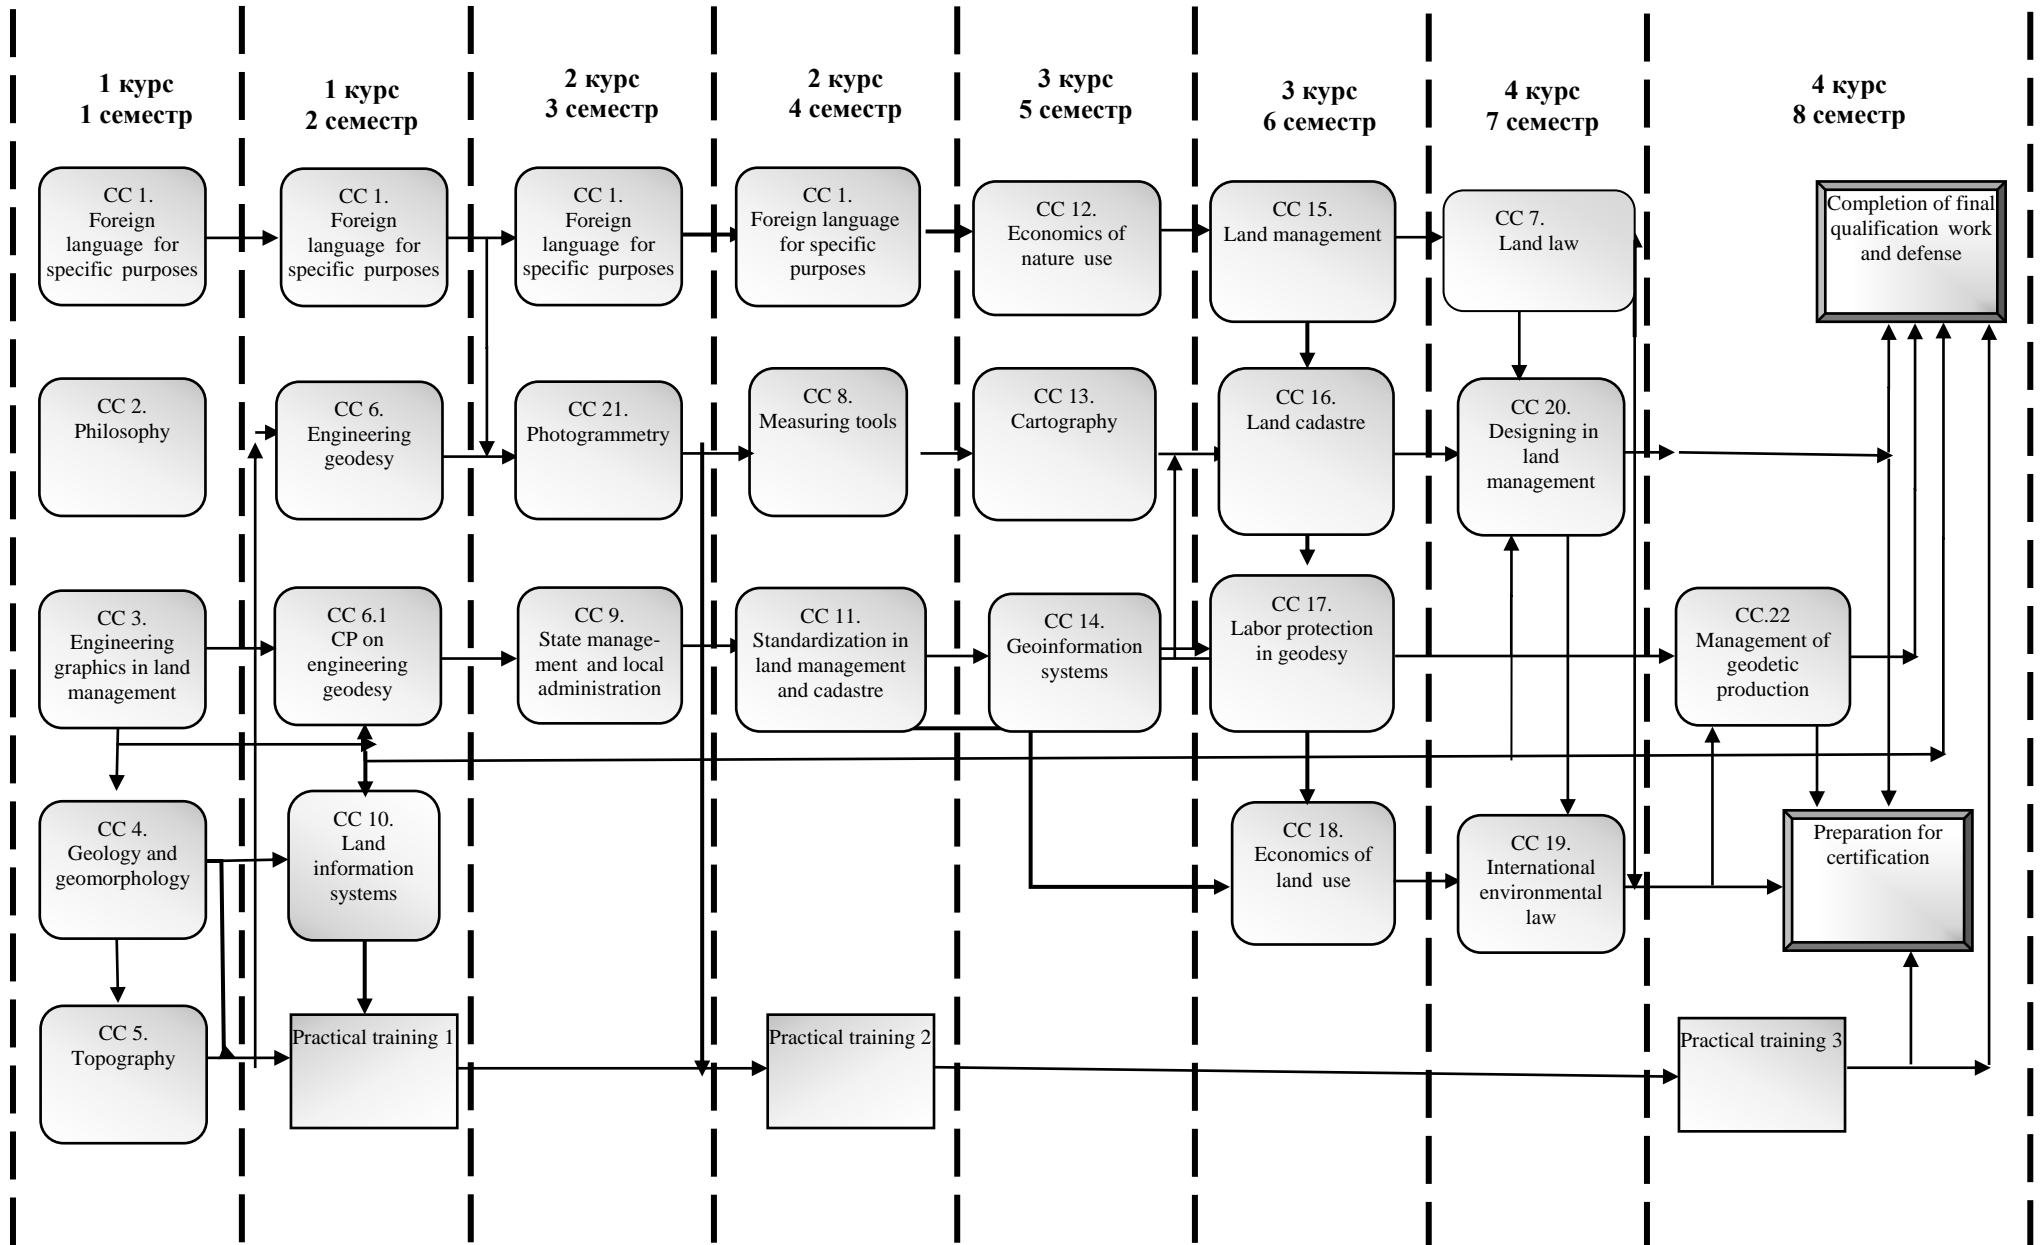 1 курс
1 семестр
1 курс
2 семестр
2 курс
3 семестр
2 курс
4 семестр
3 курс
5 семестр
3 курс
6 семестр
4 курс
7 семестр
4 курс
8 семестр
CC 1.
Foreign
language for
specific purposes
CC 1.
Foreign
language for
specific purposes
CC 1.
Foreign
language for
specific purposes
CC 1.
Foreign language
for specific
purposes
CC 12.
Economics of
nature use
CC 15.
Land management
CC 7.
Land law
Completion of final
qualification work
and defense
CC 2.
Philosophy
CC 6.
Engineering
geodesy
CC 21.
Photogrammetry
CC 8.
Measuring tools
CC 13.
Cartography
CC 16.
Land cadastre
CC 20.
Designing in
land
management
CC 3.
Engineering
graphics in land
management
CC 6.1
CP on
engineering
geodesy
CC 9.
State manage-
ment and local
administration
CC 11.
Standardization in
land management
and cadastre
CC 14.
Geoinformation
systems
CC 17.
Labor protection
in geodesy
CC.22
Management of
geodetic
production
CC 4.
Geology and
geomorphology
CC 10.
Land
information
systems
CC 18.
Economics of
land use
CC 19.
International
environmental
law
Preparation for
certification
CC 5.
Topography
Practical training 1
Practical training 2
Practical training 3